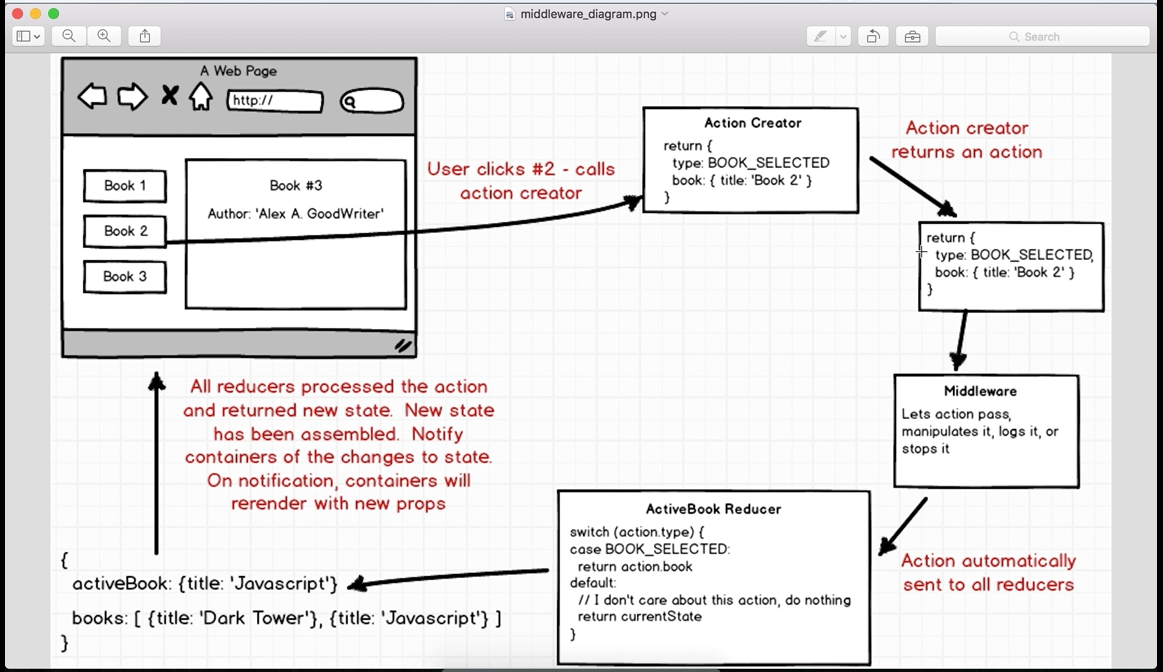 middleware_diagram.png
Search
A Web Page
http://
Book 1
Book 2
Book 3
Book #3
Author: 'Alex A. GoodWriter'
User clicks #2 - calls
action creator
Action Creator
return {
type: BOOK_SELECTED
book: { title: 'Book 2' }
}
Action creator
returns an action
return {
type: BOOK_SELECTED,
book: { title: 'Book 2' }
}
Middleware
Lets action pass,
manipulates it, logs it, or
stops it
Action automatically
sent to all reducers
ActiveBook Reducer
switch (action.type) {
case BOOK_SELECTED:
return action.book
default:
// I don't care about this action, do nothing
return currentState
}
{
activeBook: {title: 'Javascript'}
books: [ {title: 'Dark Tower'}, {title: 'Javascript'} ]
}
All reducers processed the action
and returned new state. New state
has been assembled. Notify
containers of the changes to state.
On notification, containers will
rerender with new props